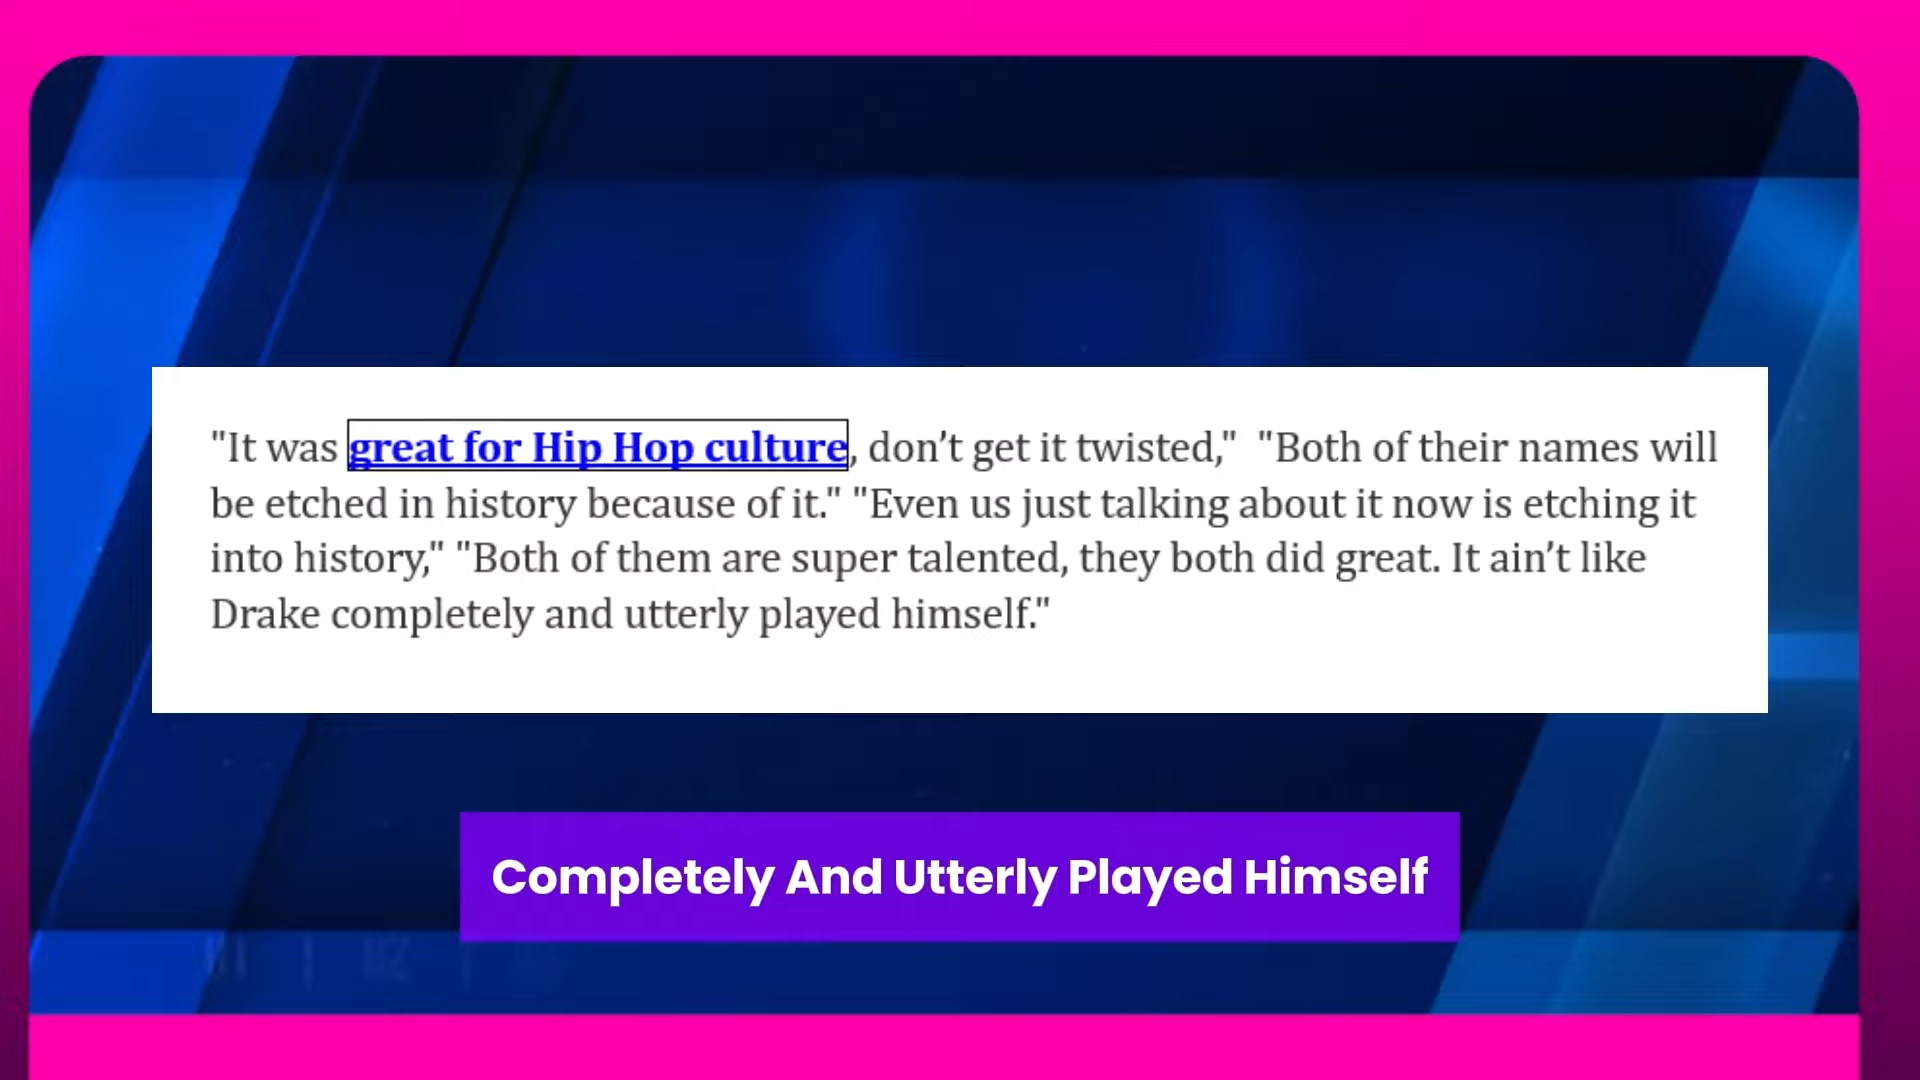 "It was great for Hip Hop culture, don’t get it twisted,"  "Both of their names will
be etched in history because of it." "Even us just talking about it now is etching it
into history," "Both of them are super talented, they both did great. It ain’t like
Drake completely and utterly played himself."
Completely And Utterly Played Himself